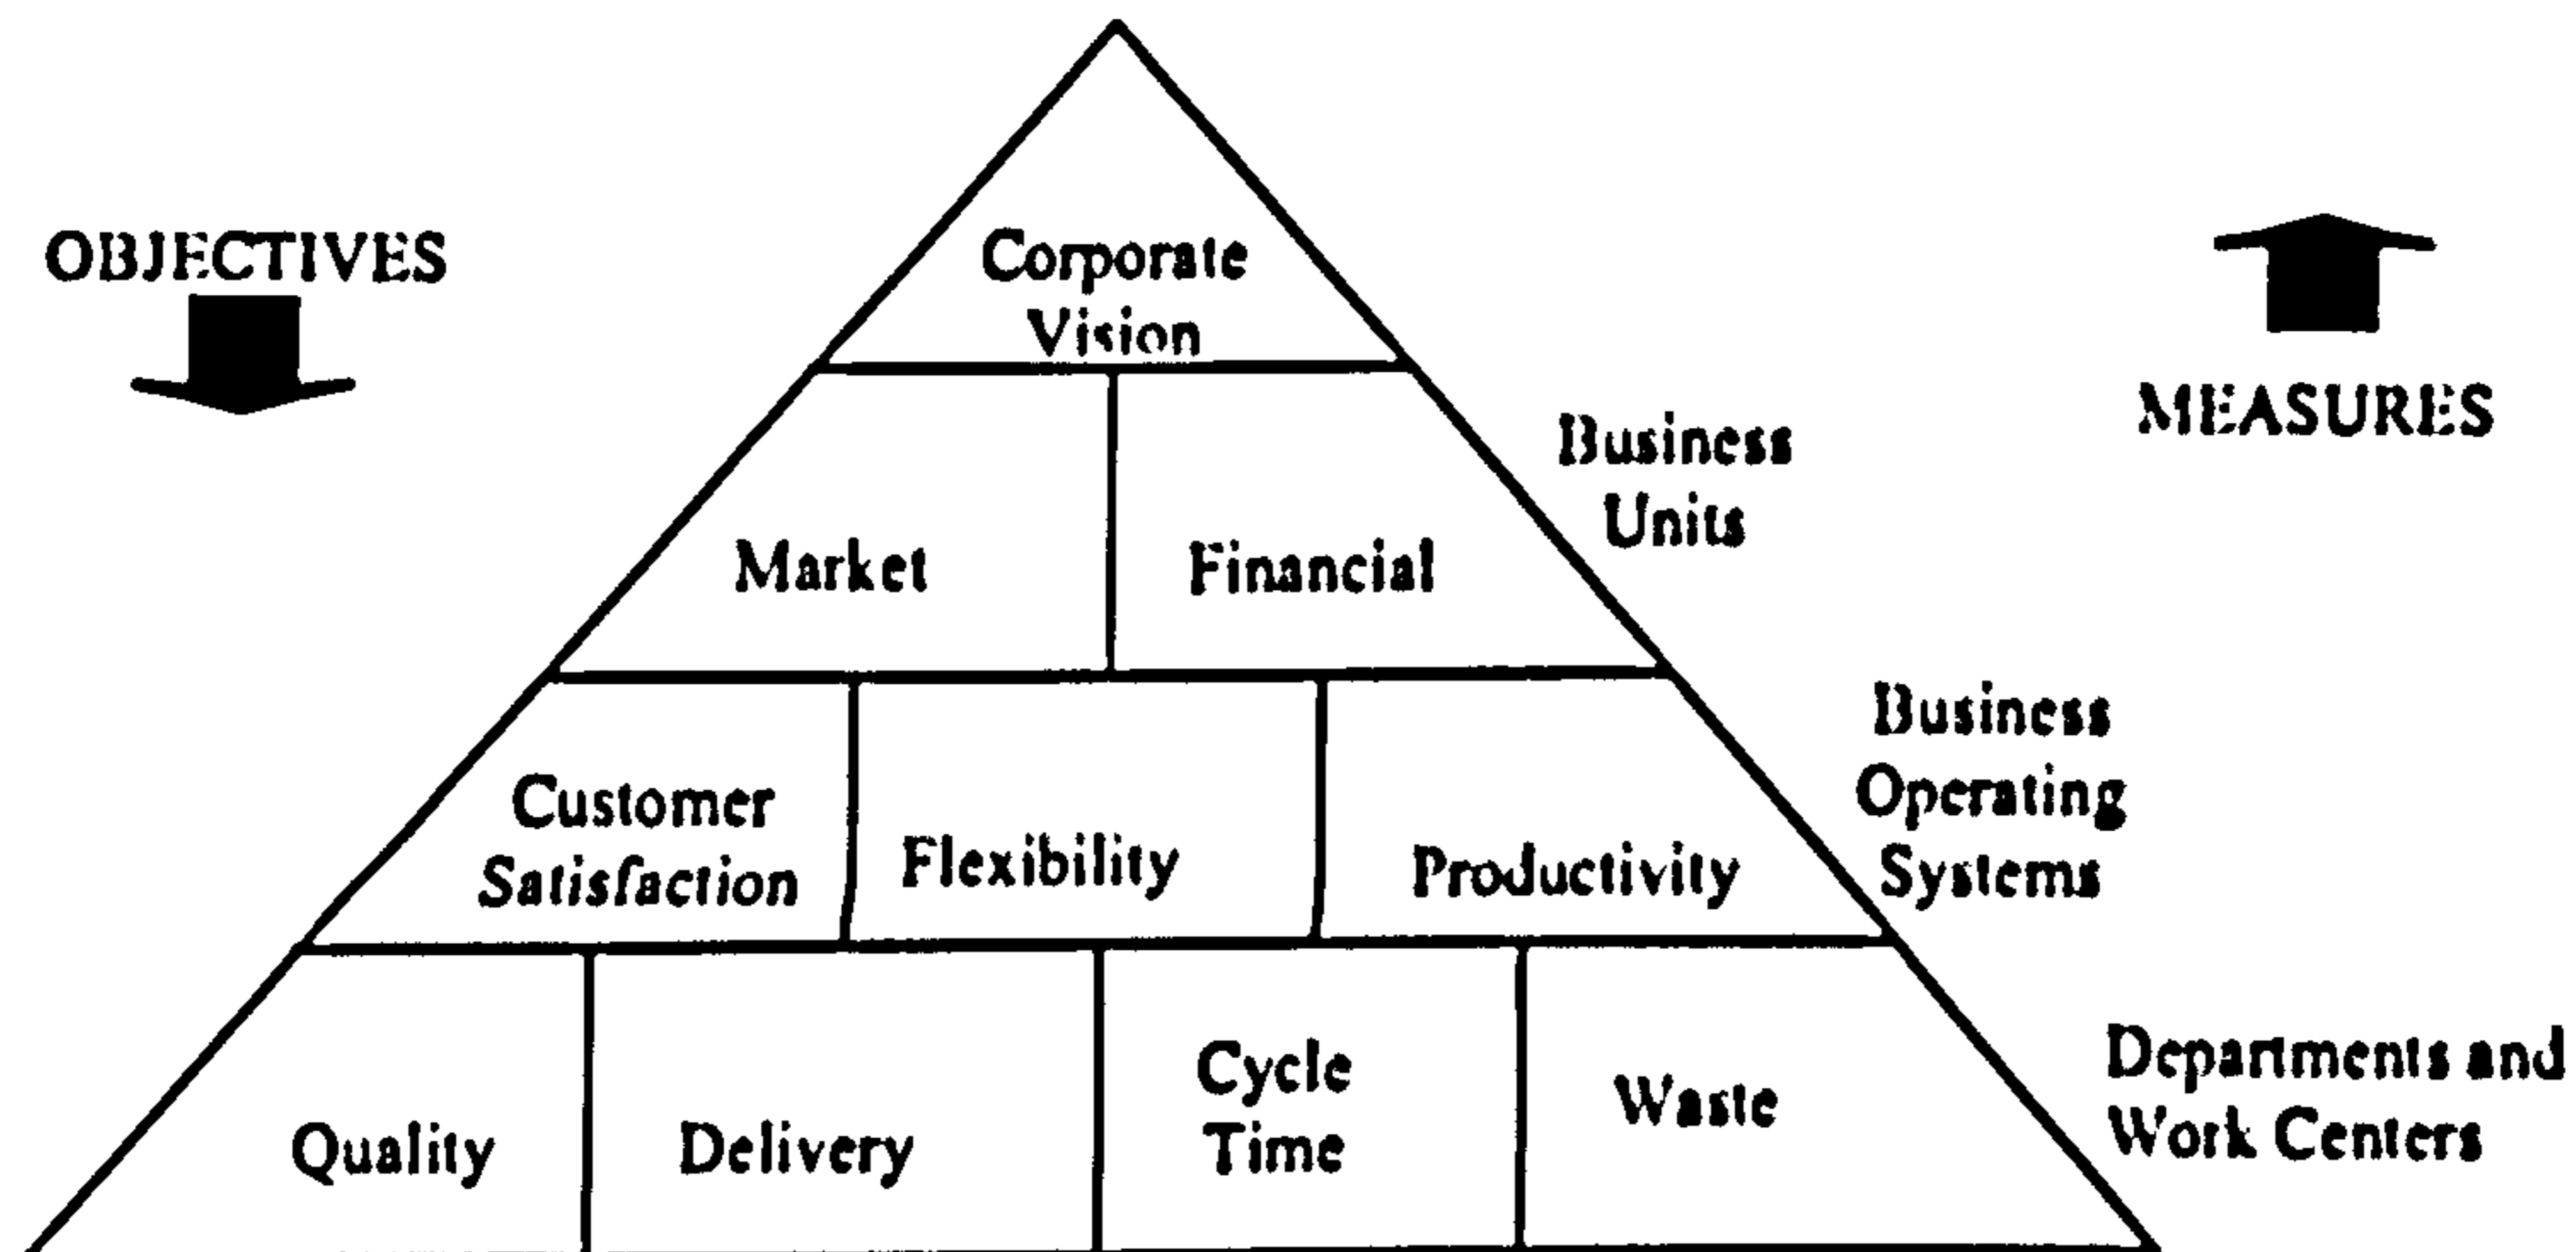 OBJECTIVES
MEASURES
Corporate
Vision
Business
Units
Market
Financial
Business
Operating
Systems
Customer
Satisfaction
Flexibility
Productivity
Departments and
Work Centers
Quality
Delivery
Cycle
Time
Waste